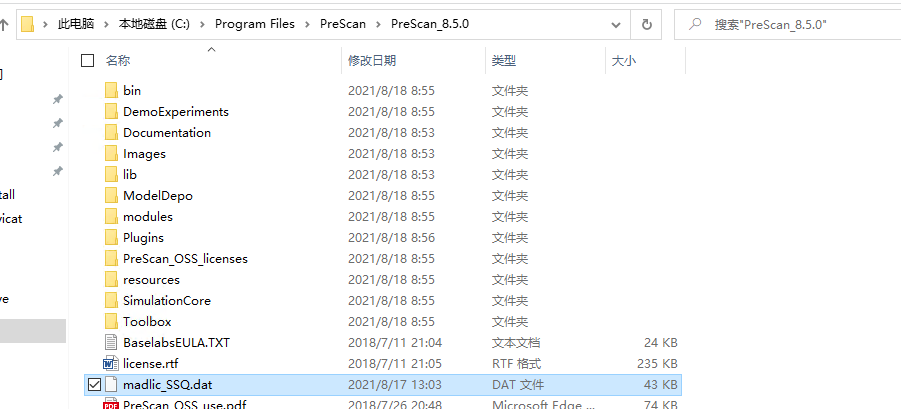 此电脑 > 本地磁盘 (C:) > Program Files > PreScan > PreScan_8.5.0
搜索"PreScan_8.5.0"
名称 修改日期 类型 大小
bin 2021/8/18 8:55 文件夹
DemoExperiments 2021/8/18 8:55 文件夹
Documentation 2021/8/18 8:53 文件夹
Images 2021/8/18 8:53 文件夹
lib 2021/8/18 8:55 文件夹
ModelDepo 2021/8/18 8:55 文件夹
modules 2021/8/18 8:55 文件夹
Plugins 2021/8/18 8:56 文件夹
PreScan_OSS_licenses 2021/8/18 8:55 文件夹
resources 2021/8/18 8:55 文件夹
SimulationCore 2021/8/18 8:55 文件夹
Toolbox 2021/8/18 8:55 文件夹
BaselabsEULA.TXT 2018/7/11 21:04 文本文档 24 KB
license.rtf 2018/7/11 21:05 RTF 格式 235 KB
madlic_SSQ.dat 2021/8/17 13:03 DAT 文件 43 KB
PreScan_OSS_use.pdf 2018/7/26 20:48 Microsoft Edge ... 74 KB
tall
vicat
ve